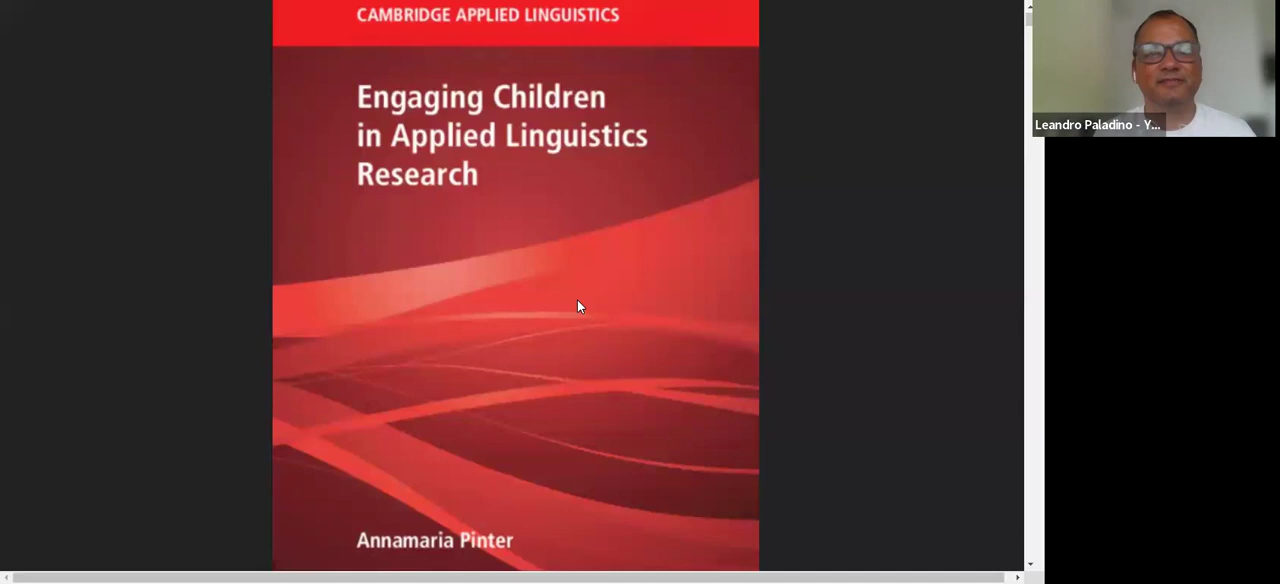 CAMBRIDGE APPLIED LINGUISTICS
Engaging Children
in Applied Linguistics
Research
Annamaria Pinter
Leandro Paladino - Y...